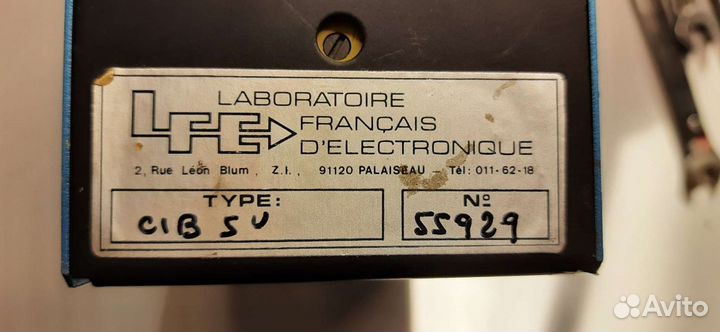 LFE
LABORATOIRE
FRANÇAIS
D'ELECTRONIQUE
2, Rue Léon Blum, Z.I., 91120 PALAISEAU - Tél: 011-62-18
TYPE: Nº
CIB 5U 55929
Avito